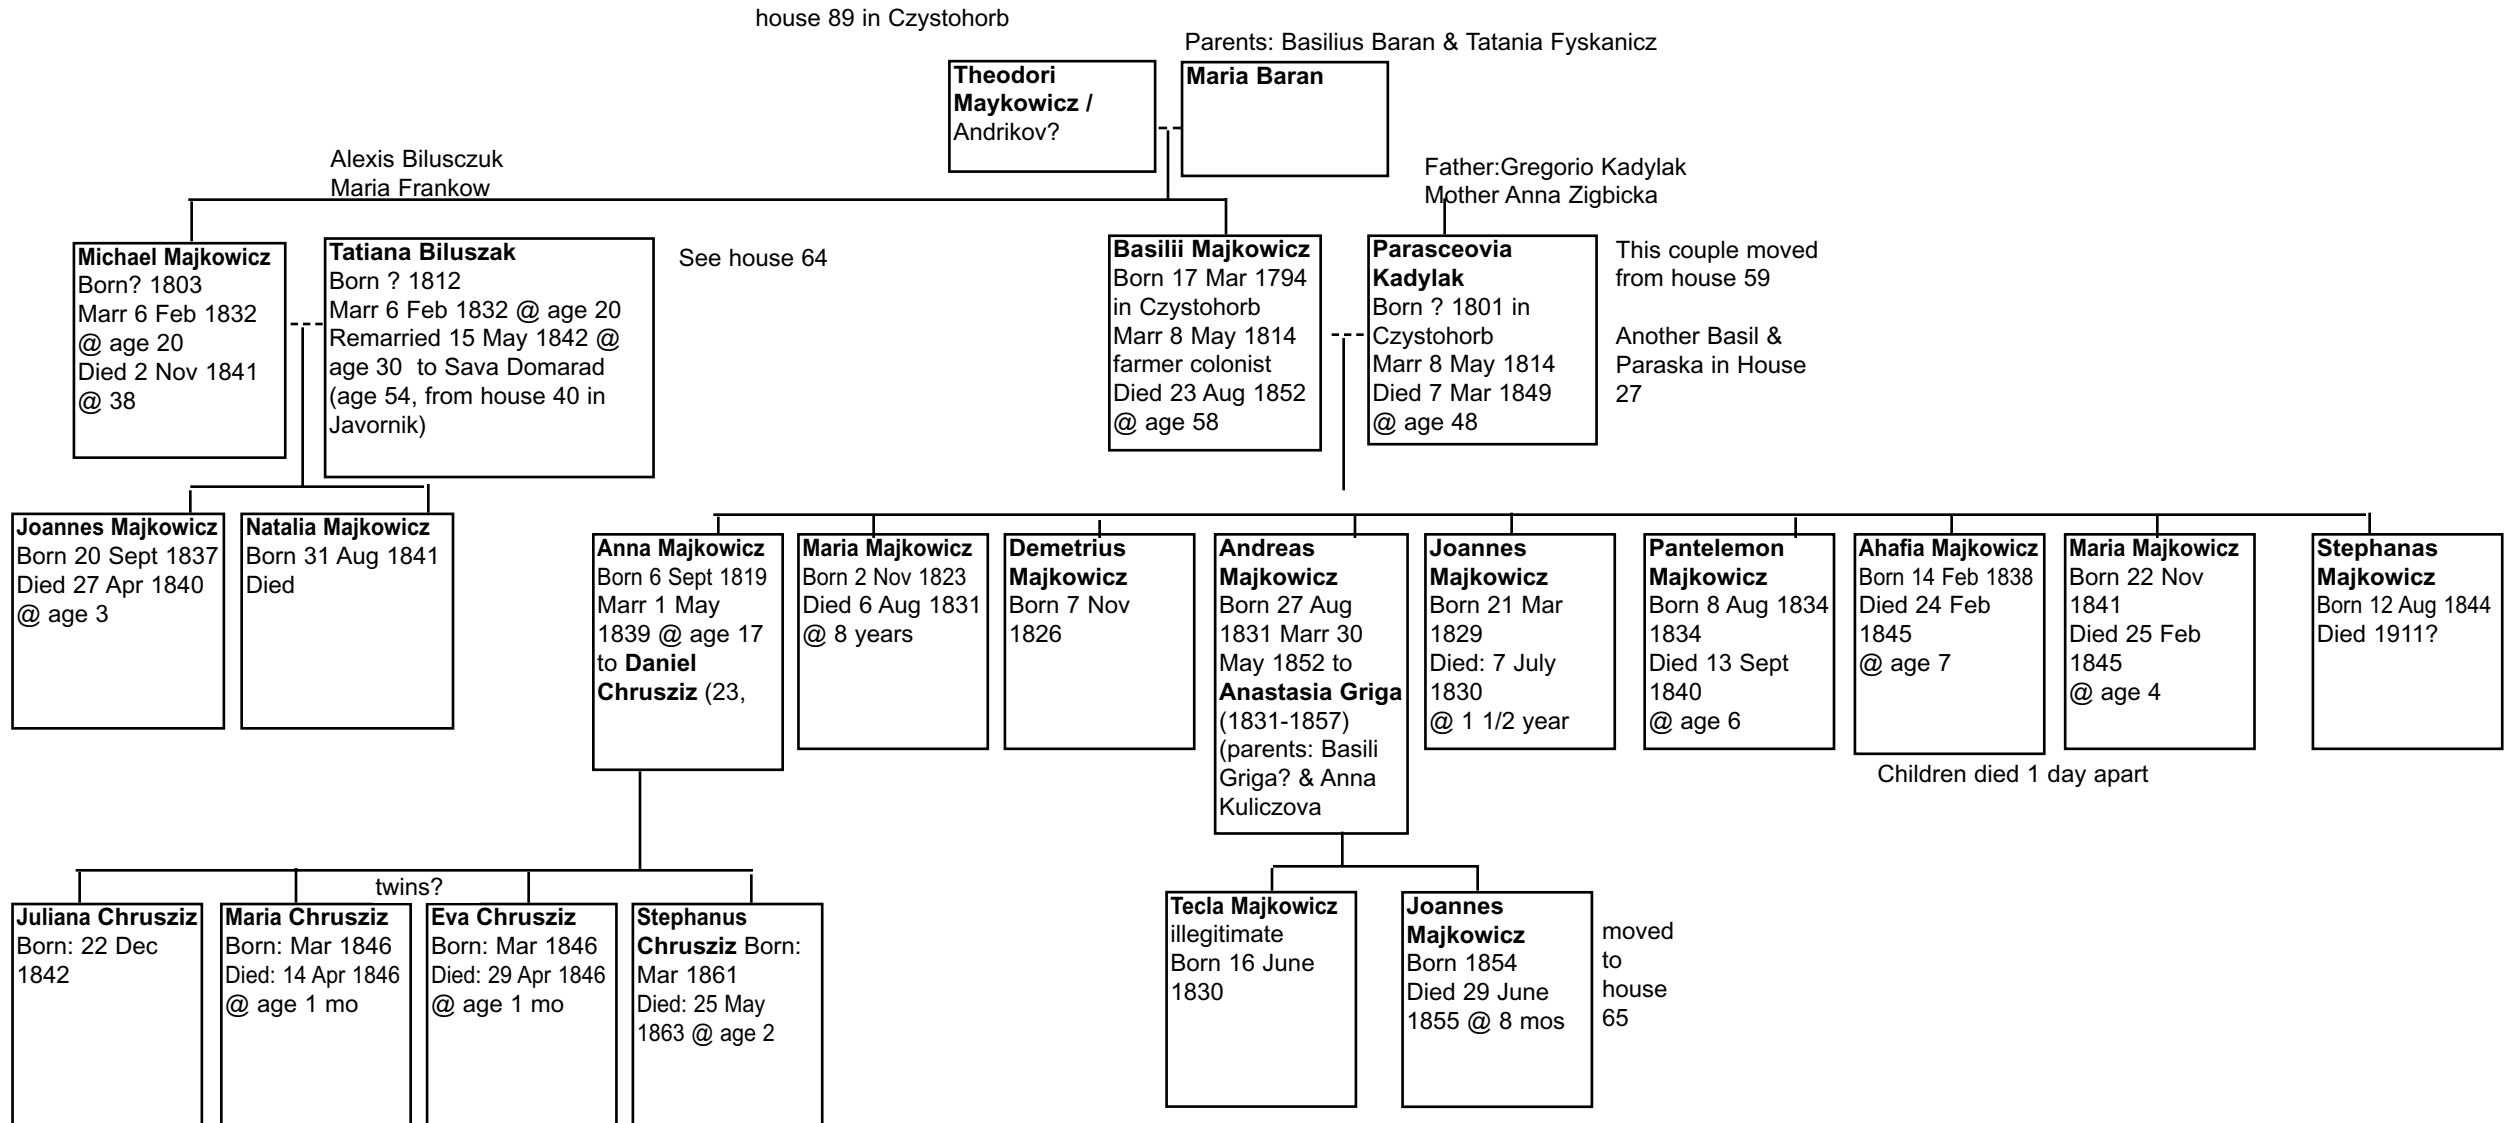 house 89 in Czystohorb
Parents: Basilius Baran & Tatania Fyskanicz
Theodori
Maykowicz /
Andrikov?
Maria Baran
Alexis Bilusczuk
Maria Frankow
Father:Gregorio Kadylak
Mother Anna Zigbicka
Michael Majkowicz
Born? 1803
Marr 6 Feb 1832
@ age 20
Died 2 Nov 1841
@ 38
Tatiana Biluszak
Born ? 1812
Marr 6 Feb 1832 @ age 20
Remarried 15 May 1842 @
age 30 to Sava Domarad
(age 54, from house 40 in
Javornik)
See house 64
Basilii Majkowicz
Born 17 Mar 1794
in Czystohorb
Marr 8 May 1814
farmer colonist
Died 23 Aug 1852
@ age 58
Parasceovia
Kadylak
Born ? 1801 in
Czystohorb
Marr 8 May 1814
Died 7 Mar 1849
@ age 48
This couple moved
from house 59
Another Basil &
Paraska in House
27
Joannes Majkowicz
Born 20 Sept 1837
Died 27 Apr 1840
@ age 3
Natalia Majkowicz
Born 31 Aug 1841
Died
Anna Majkowicz
Born 6 Sept 1819
Marr 1 May
1839 @ age 17
to Daniel
Chrusziz (23,
Maria Majkowicz
Born 2 Nov 1823
Died 6 Aug 1831
@ 8 years
Demetrius
Majkowicz
Born 7 Nov
1826
Andreas
Majkowicz
Born 27 Aug
1831 Marr 30
May 1852 to
Anastasia Griga
(1831-1857)
(parents: Basili
Griga? & Anna
Kuliczova
Joannes
Majkowicz
Born 21 Mar
1829
Died: 7 July
1830
@ 1 1/2 year
Pantelemon
Majkowicz
Born 8 Aug 1834
1834
Died 13 Sept
1840
@ age 6
Ahafia Majkowicz
Born 14 Feb 1838
Died 24 Feb
1845
@ age 7
Maria Majkowicz
Born 22 Nov
1841
Died 25 Feb
1845
@ age 4
Stephanas
Majkowicz
Born 12 Aug 1844
Died 1911?
Children died 1 day apart
twins?
Juliana Chrusziz
Born: 22 Dec
1842
Maria Chrusziz
Born: Mar 1846
Died: 14 Apr 1846
@ age 1 mo
Eva Chrusziz
Born: Mar 1846
Died: 29 Apr 1846
@ age 1 mo
Stephanus
Chrusziz Born:
Mar 1861
Died: 25 May
1863 @ age 2
Tecla Majkowicz
illegitimate
Born 16 June
1830
Joannes
Majkowicz
Born 1854
Died 29 June
1855 @ 8 mos
moved
to
house
65